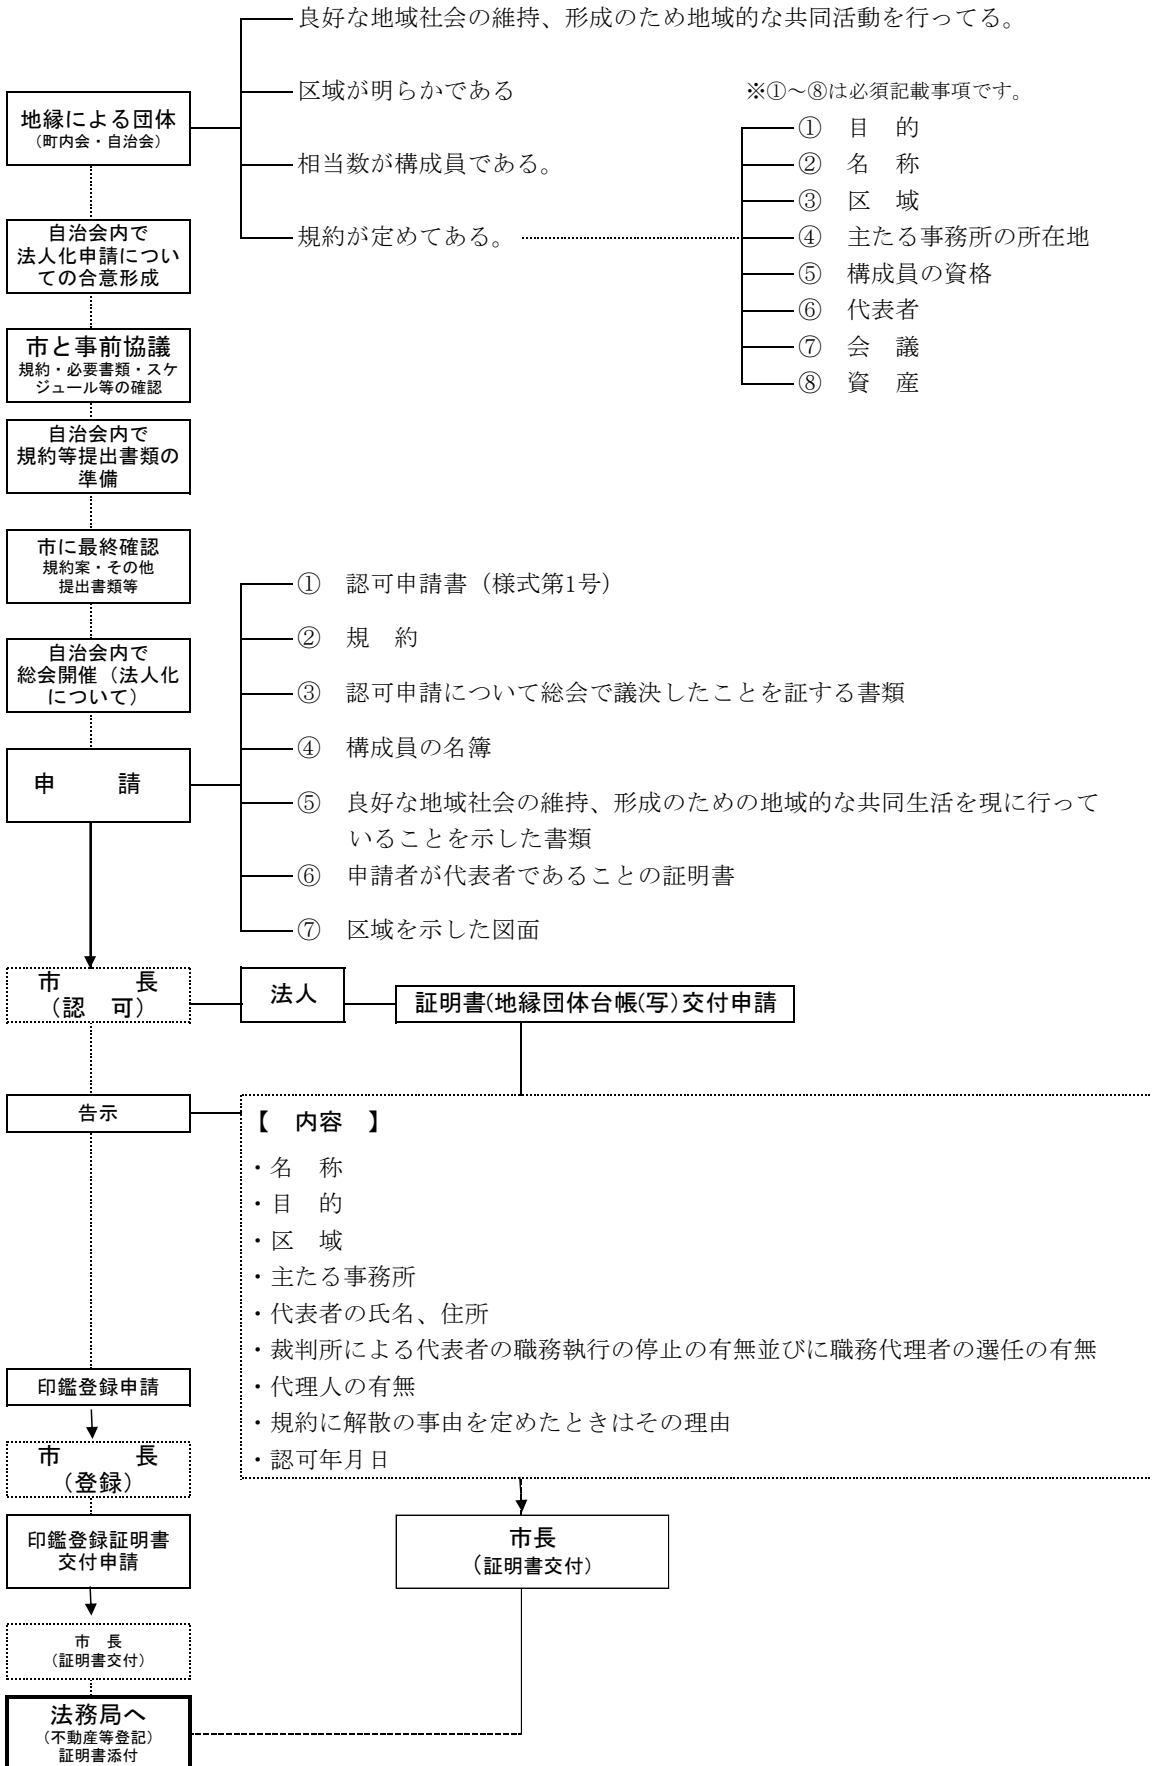 良好な地域社会の維持、形成のため地域的な共同活動を行ってる。
区域が明らかである
相当数が構成員である。
規約が定めてある。
※①～⑧は必須記載事項です。
① 目 的
② 名 称
③ 区 域
④ 主たる事務所の所在地
⑤ 構成員の資格
⑥ 代表者
⑦ 会 議
⑧ 資 産
地縁による団体
（町内会・自治会）
自治会内で
法人化申請につい
ての合意形成
市と事前協議
規約・必要書類・スケ
ジュール等の確認
自治会内で
規約等提出書類の
準備
市に最終確認
規約案・その他
提出書類等
自治会内で
総会開催（法人化
について）
申 請
① 認可申請書（様式第1号）
② 規 約
③ 認可申請について総会で議決したことを証する書類
④ 構成員の名簿
⑤ 良好な地域社会の維持、形成のための地域的な共同生活を現に行って
いることを示した書類
⑥ 申請者が代表者であることの証明書
⑦ 区域を示した図面
市 長
（認 可）
法人
証明書(地縁団体台帳(写)交付申請
告示
【 内容 】
・名 称
・目 的
・区 域
・主たる事務所
・代表者の氏名、住所
・裁判所による代表者の職務執行の停止の有無並びに職務代理者の選任の有無
・代理人の有無
・規約に解散の事由を定めたときはその理由
・認可年月日
印鑑登録申請
市 長
（登録）
印鑑登録証明書
交付申請
市 長
（証明書交付）
市長
（証明書交付）
法務局へ
（不動産等登記）
証明書添付